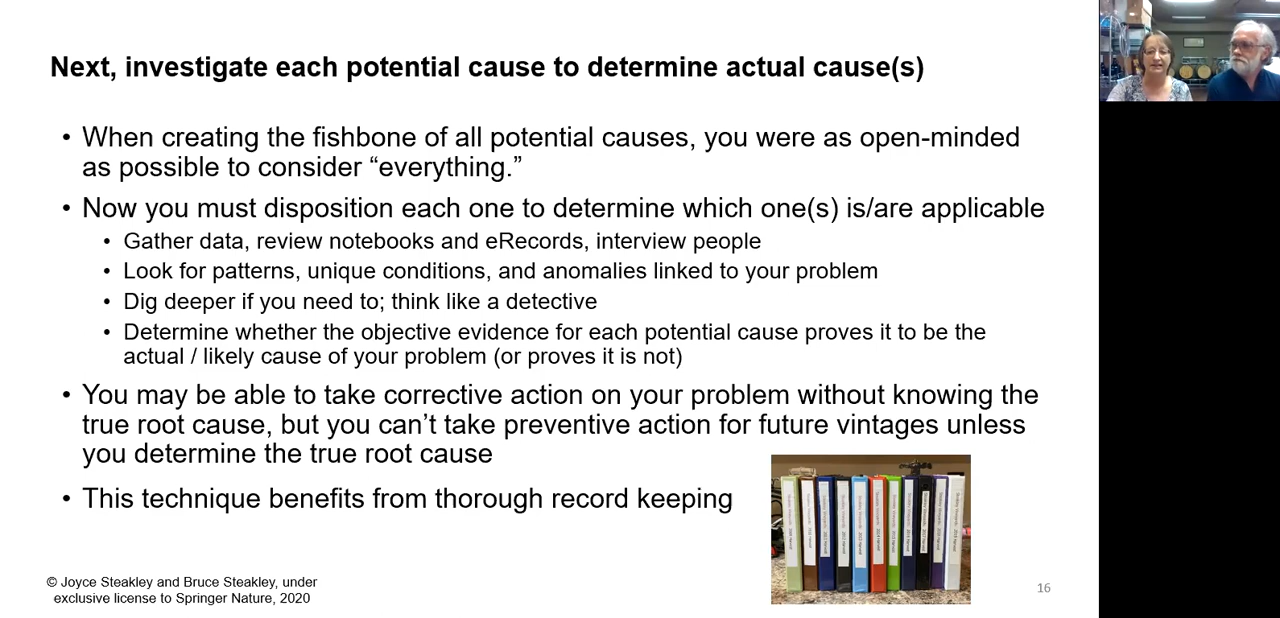 Next, investigate each potential cause to determine actual cause(s)
• When creating the fishbone of all potential causes, you were as open-minded
as possible to consider “everything.”
• Now you must disposition each one to determine which one(s) is/are applicable
• Gather data, review notebooks and eRecords, interview people
• Look for patterns, unique conditions, and anomalies linked to your problem
• Dig deeper if you need to; think like a detective
• Determine whether the objective evidence for each potential cause proves it to be the
actual / likely cause of your problem (or proves it is not)
• You may be able to take corrective action on your problem without knowing the
true root cause, but you can’t take preventive action for future vintages unless
you determine the true root cause
• This technique benefits from thorough record keeping
© Joyce Steakley and Bruce Steakley, under
exclusive license to Springer Nature, 2020
16